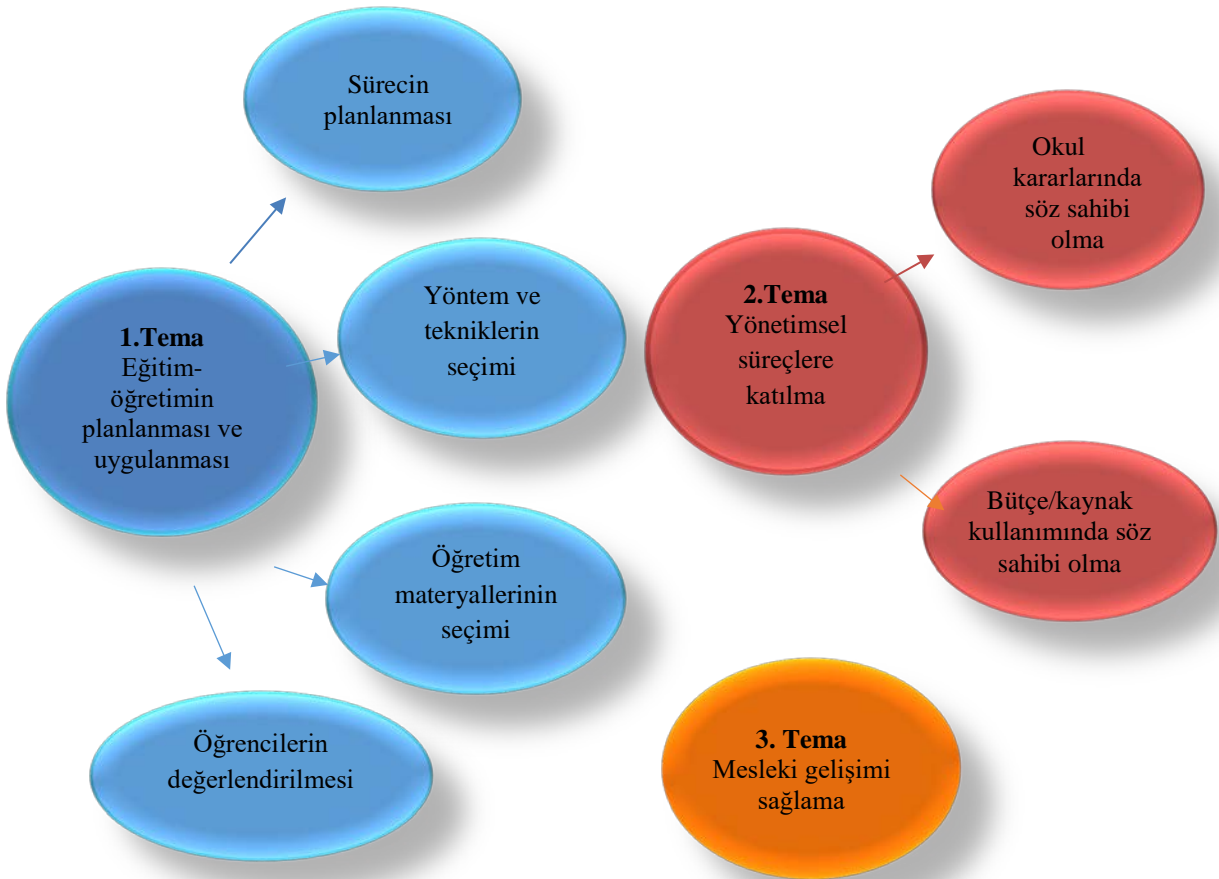 Sürecin
planlanması
1.Tema
Eğitim-
öğretimin
planlanması ve
uygulanması
Yöntem ve
tekniklerin
seçimi
Öğretim
materyallerinin
seçimi
Öğrencilerin
değerlendirilmesi
2.Tema
Yönetimsel
süreçlere
katılma
Okul
kararlarında
söz sahibi
olma
Bütçe/kaynak
kullanımında söz
sahibi olma
3. Tema
Mesleki gelişimi
sağlama